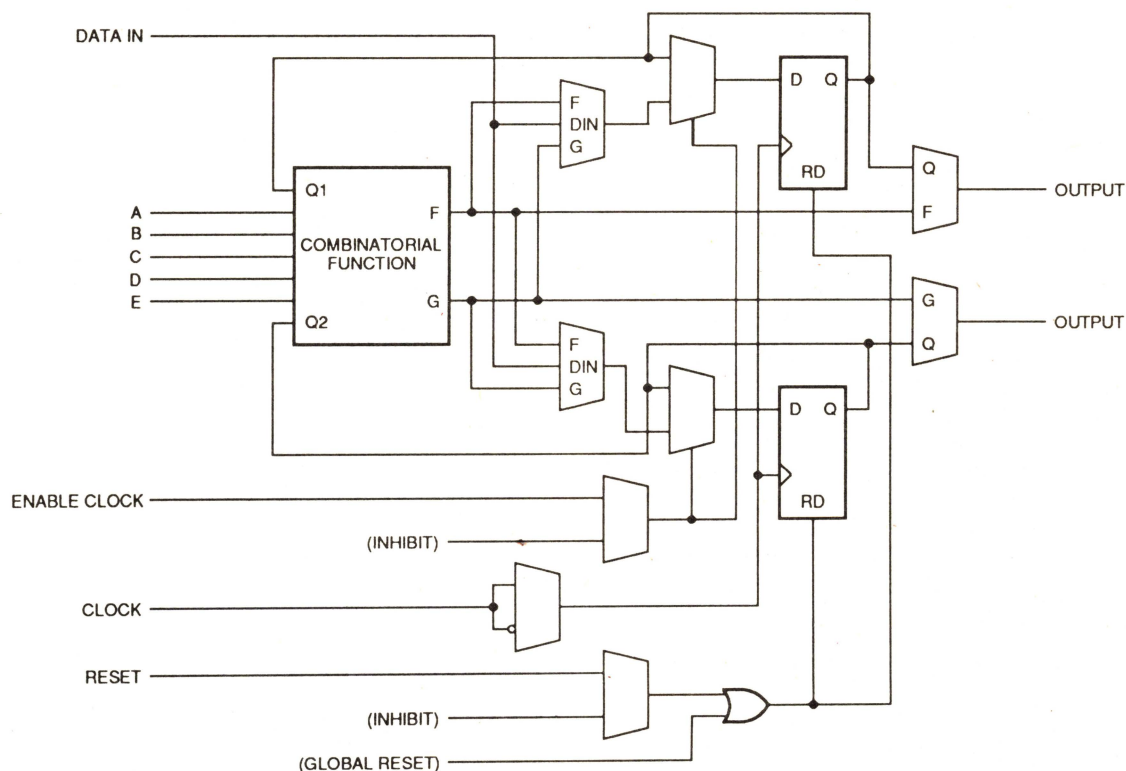 DATA IN
D Q
F
DIN
G
RD
Q
OUTPUT
Q1
A
F
F
B
COMBINATORIAL
FUNCTION
C
D
E
G
G
OUTPUT
Q2
F
Q
DIN
G
D Q
ENABLE CLOCK
RD
(INHIBIT)
CLOCK
RESET
(INHIBIT)
(GLOBAL RESET)